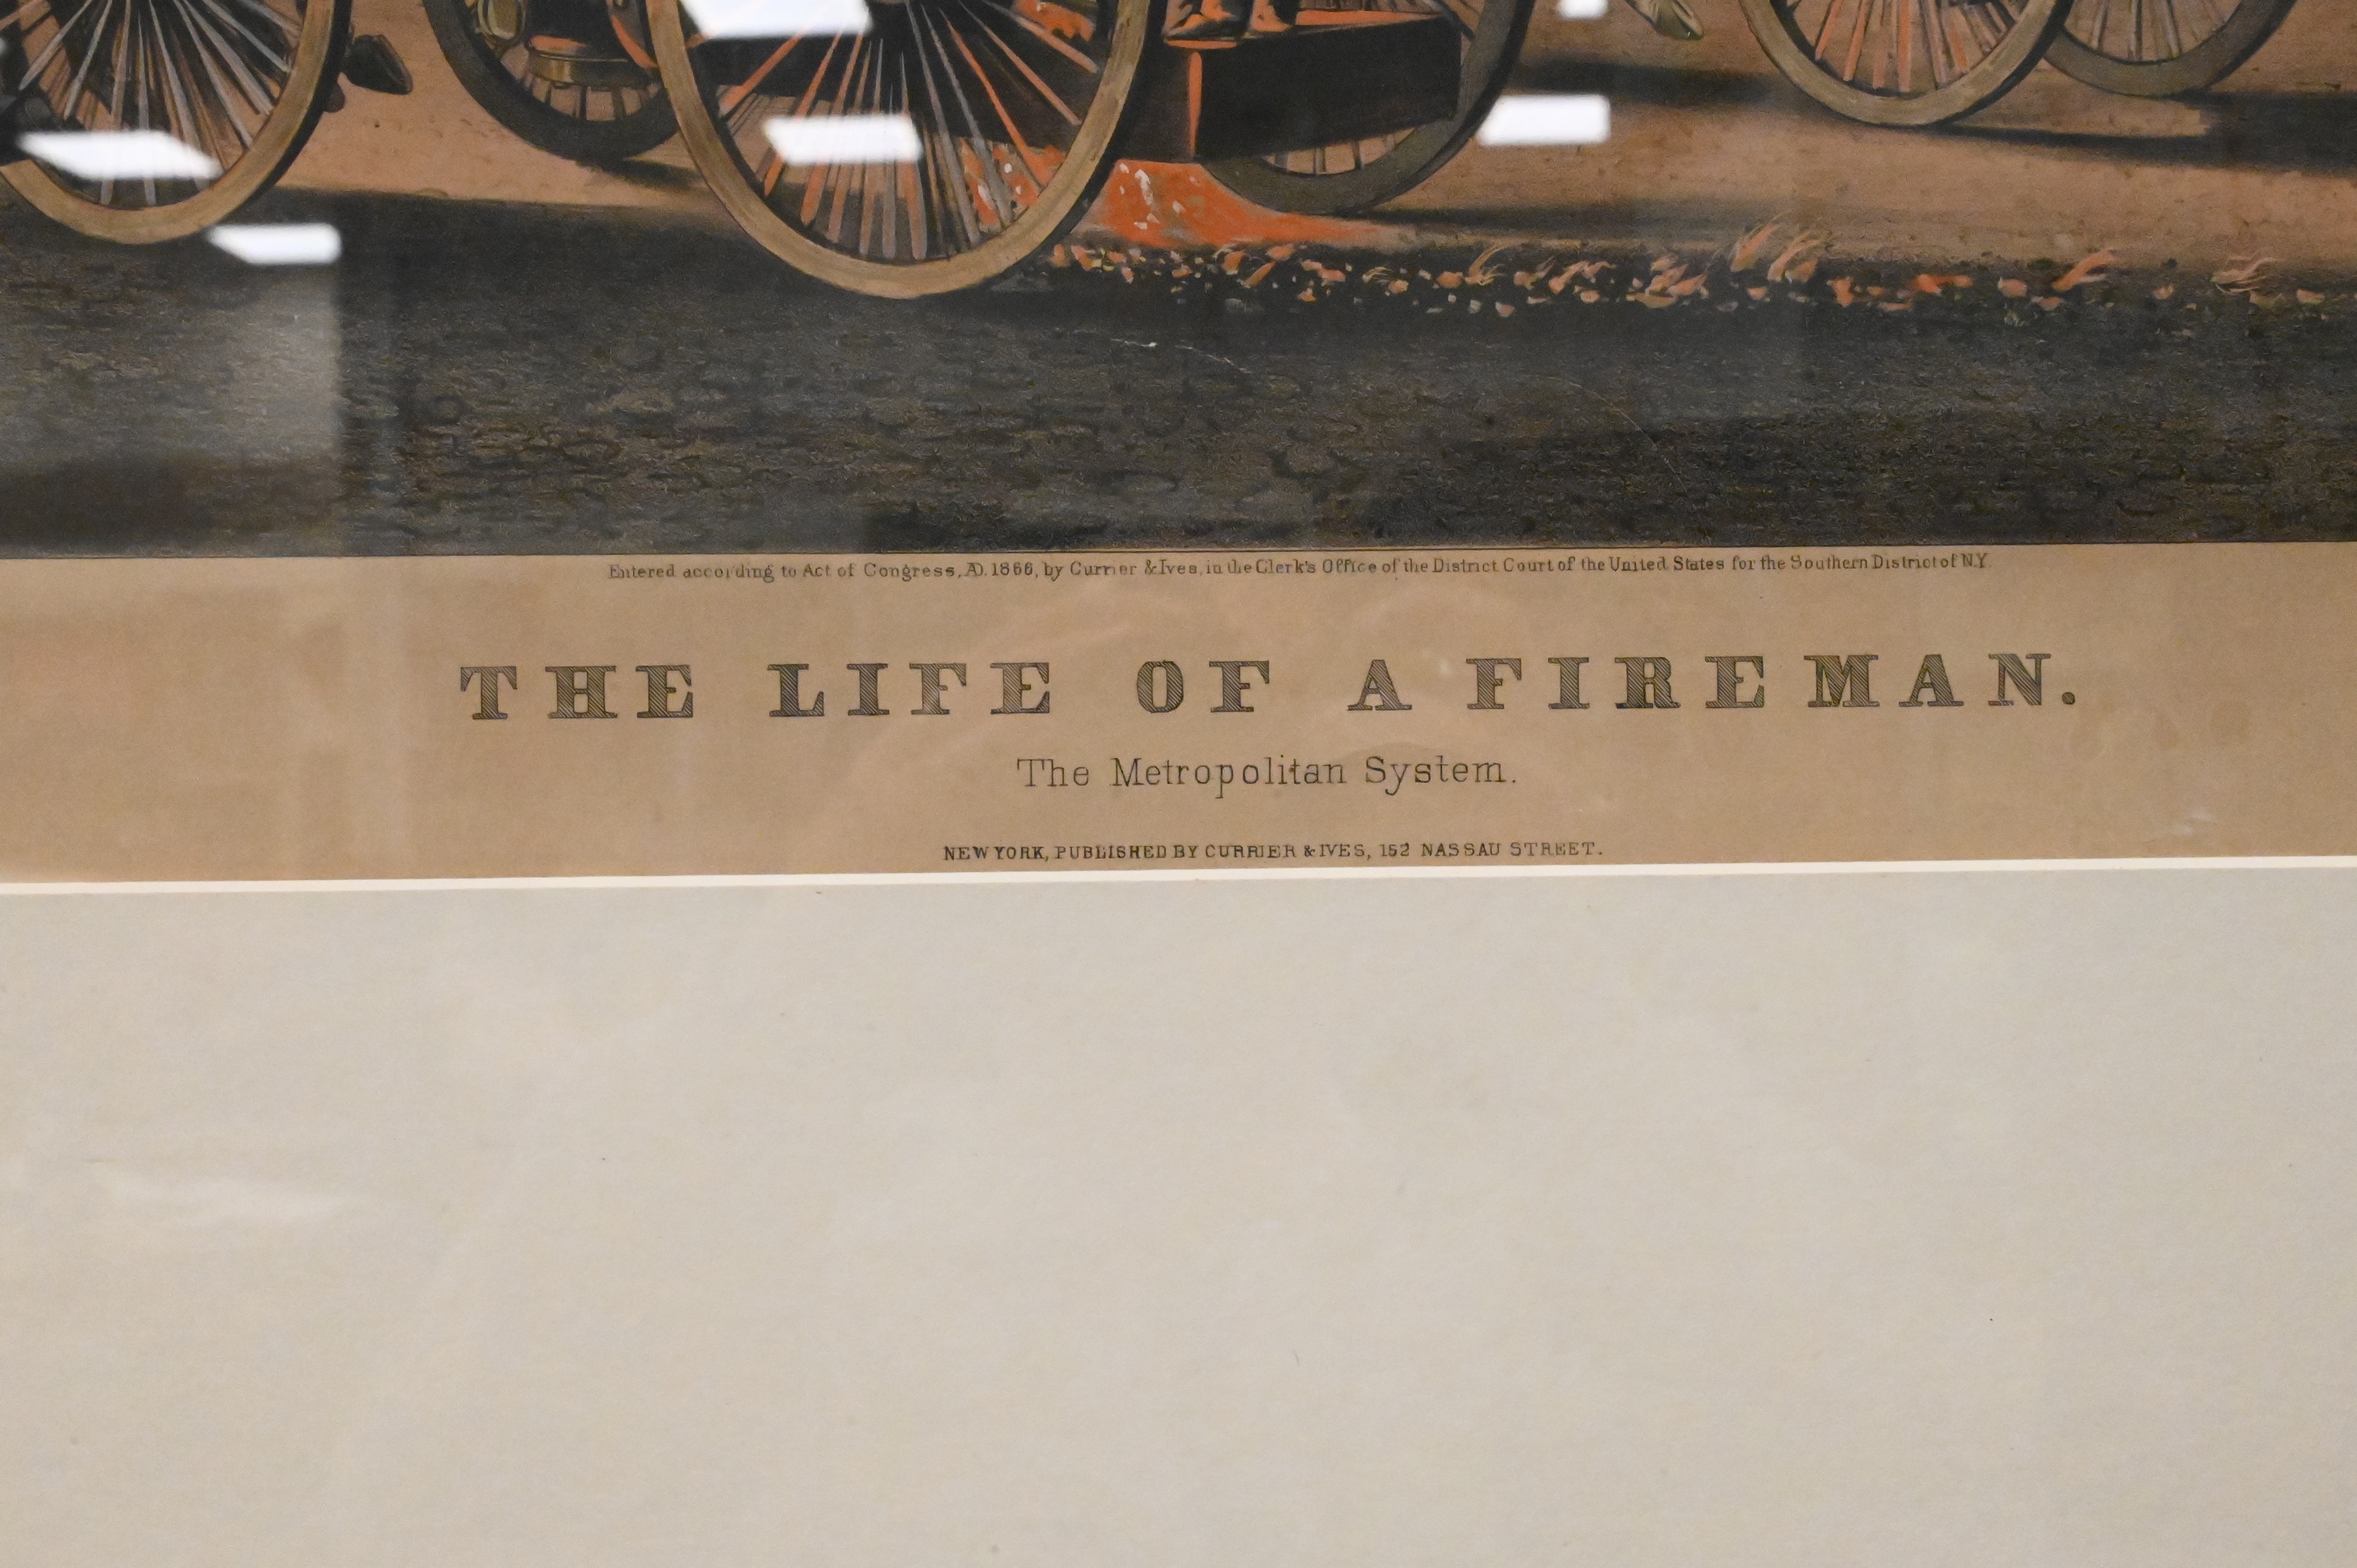 Entered according to Act of Congress, AD. 1866, by Currier & Ives, in the Clerk's Office of the District Court of the United States for the Southern District of N.Y.
THE LIFE OF A FIREMAN.
The Metropolitan System.
NEW YORK, PUBLISHED BY CURRIER & IVES, 152 NASSAU STREET.